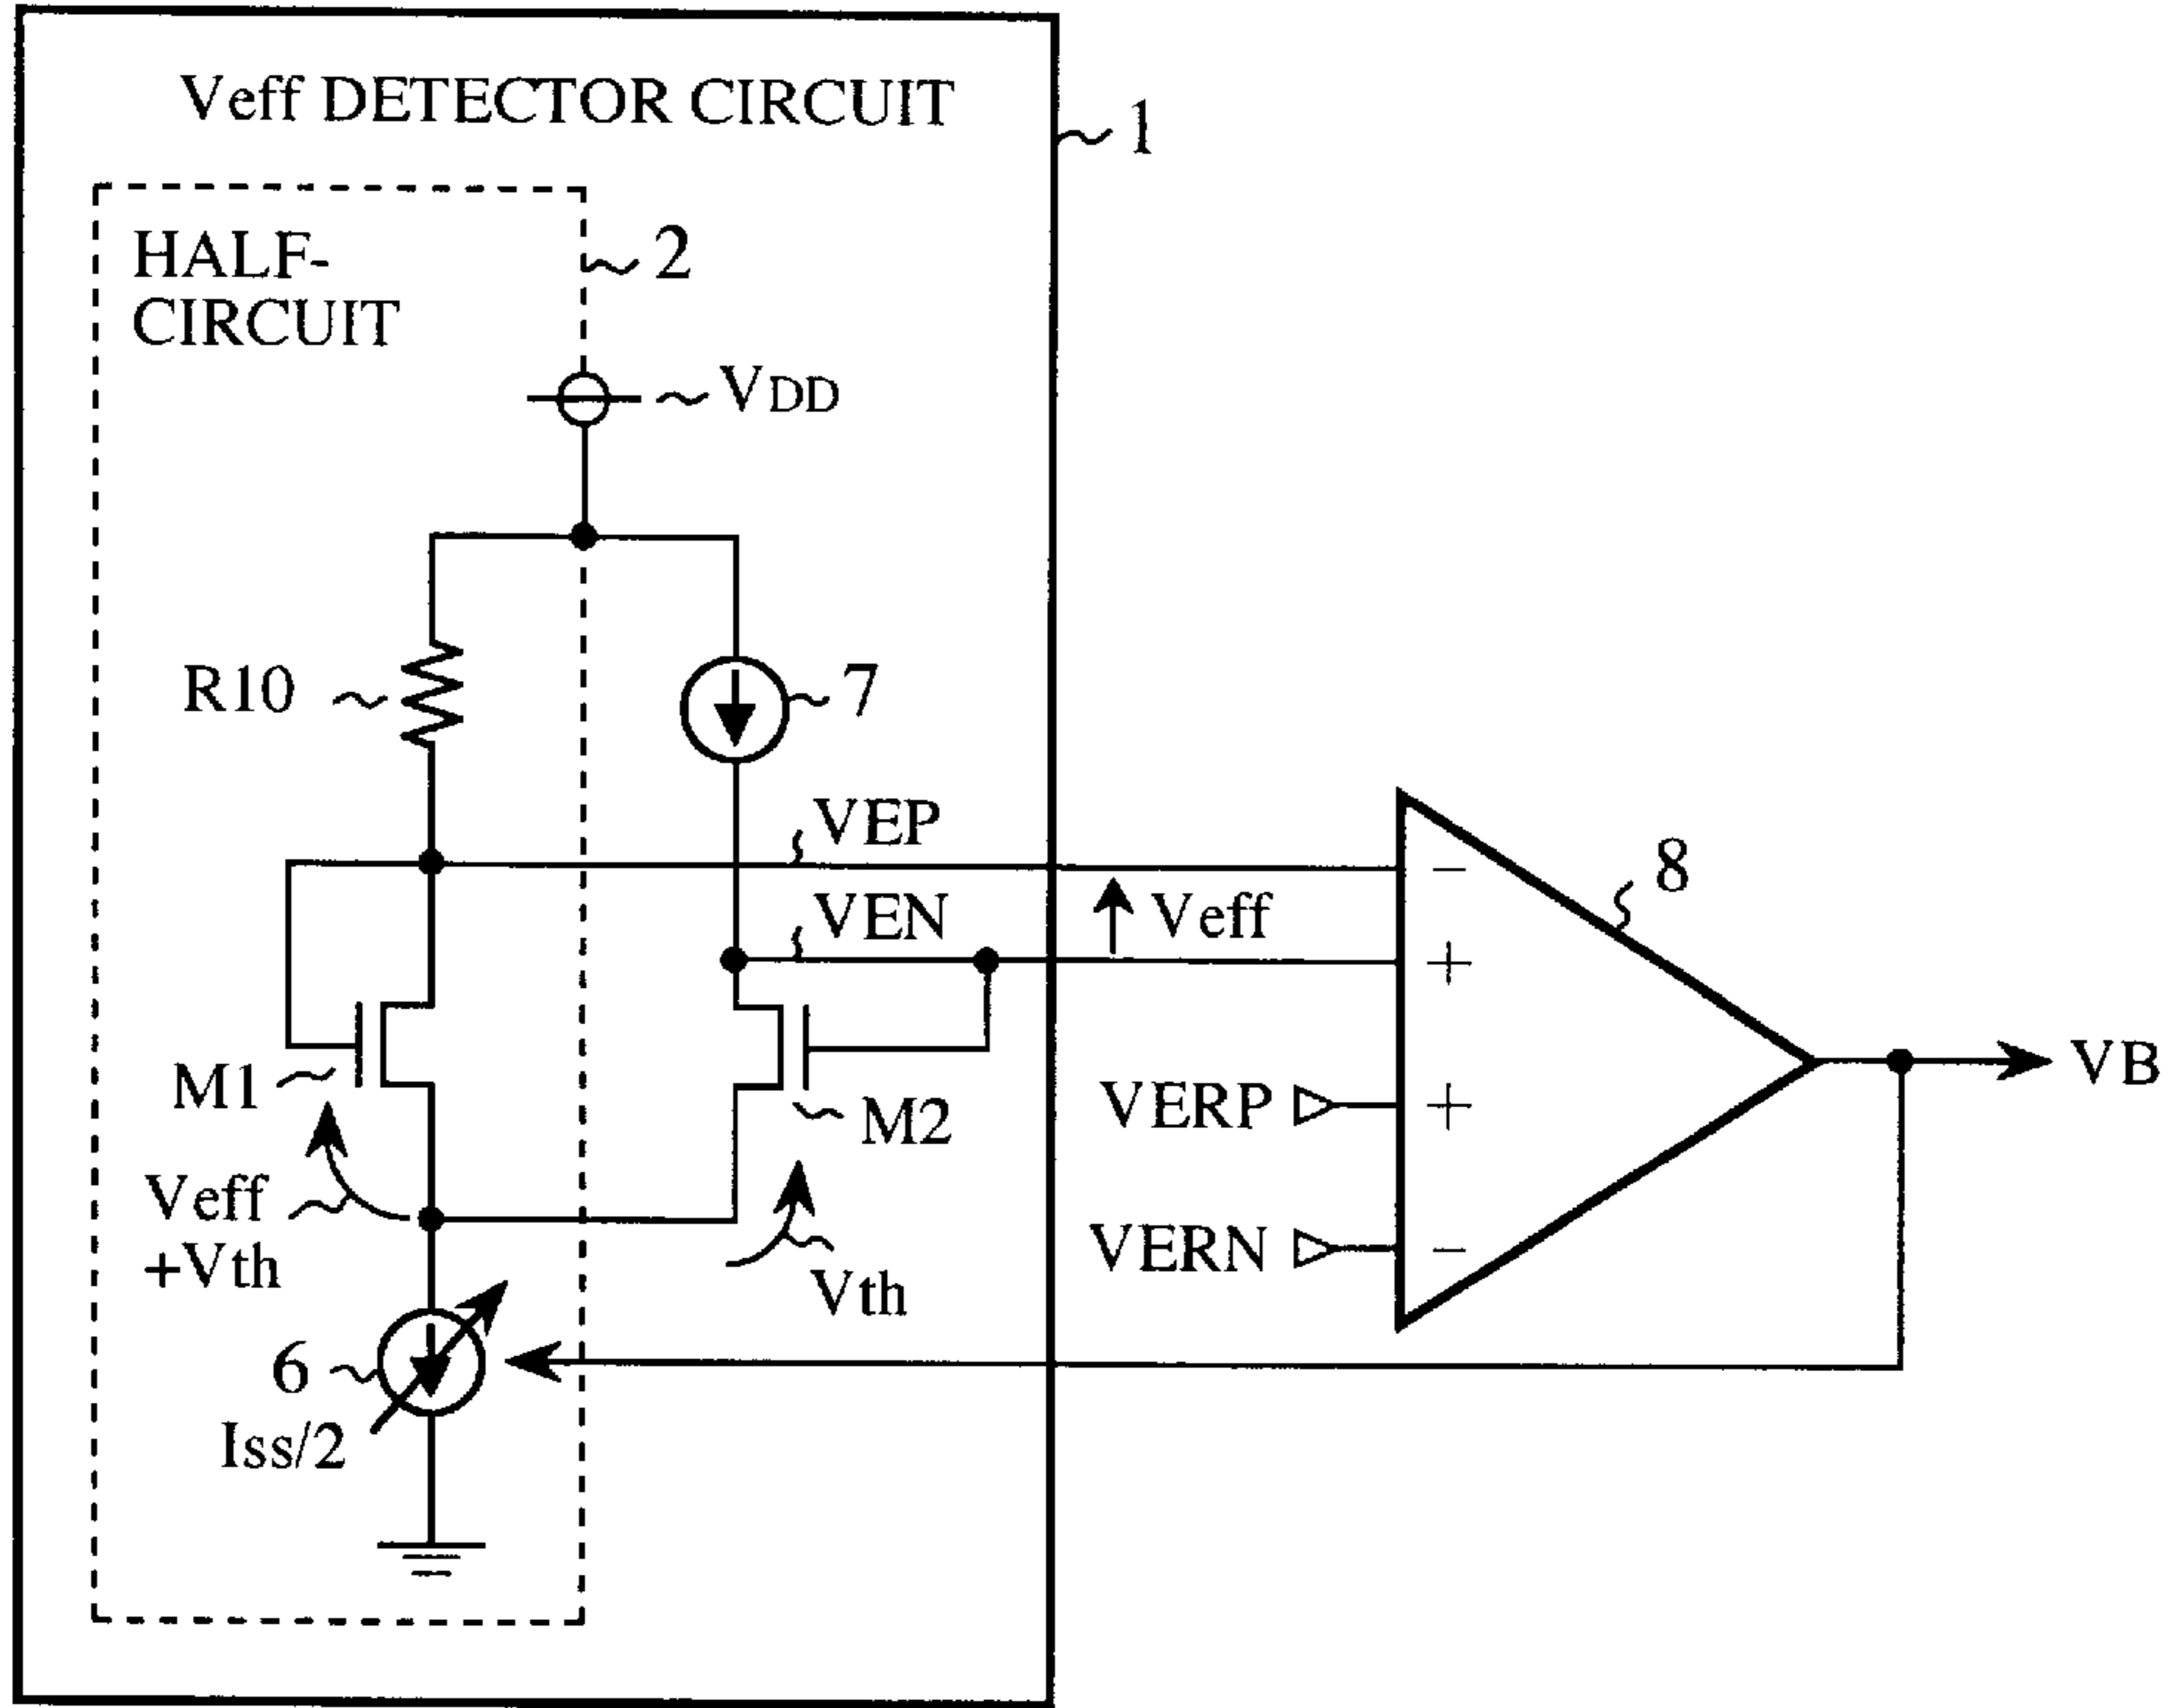 Veff DETECTOR CIRCUIT
1
HALF-
CIRCUIT
2
VDD
R10
7
VEP
8
VEN
Veff
−
+
M1
M2
VERP
+
VB
Veff
+Vth
Vth
VERN
−
6
Iss/2